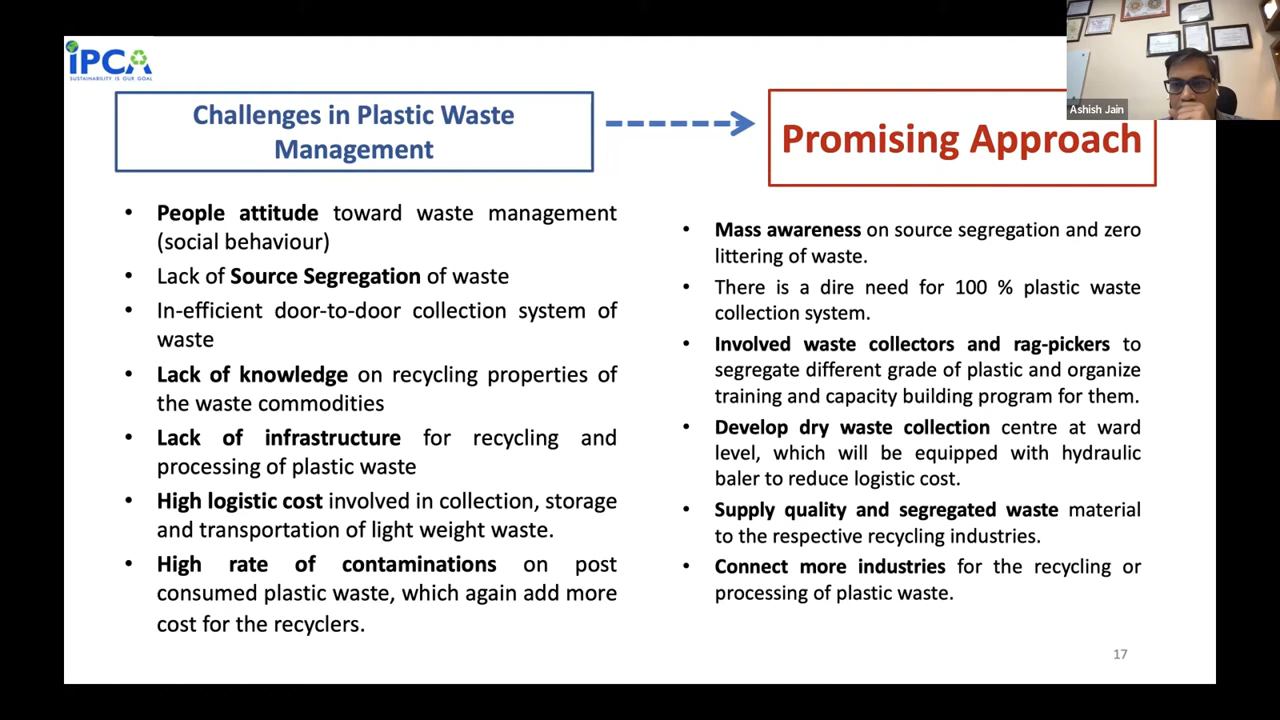 iPCA
SUSTAINABILITY IS OUR GOAL
Ashish Jain
Challenges in Plastic Waste
Management
Promising Approach
• People attitude toward waste management
(social behaviour)
• Lack of Source Segregation of waste
• In-efficient door-to-door collection system of
waste
• Lack of knowledge on recycling properties of
the waste commodities
• Lack of infrastructure for recycling and
processing of plastic waste
• High logistic cost involved in collection, storage
and transportation of light weight waste.
• High rate of contaminations on post
consumed plastic waste, which again add more
cost for the recyclers.
• Mass awareness on source segregation and zero
littering of waste.
• There is a dire need for 100 % plastic waste
collection system.
• Involved waste collectors and rag-pickers to
segregate different grade of plastic and organize
training and capacity building program for them.
• Develop dry waste collection centre at ward
level, which will be equipped with hydraulic
baler to reduce logistic cost.
• Supply quality and segregated waste material
to the respective recycling industries.
• Connect more industries for the recycling or
processing of plastic waste.
17